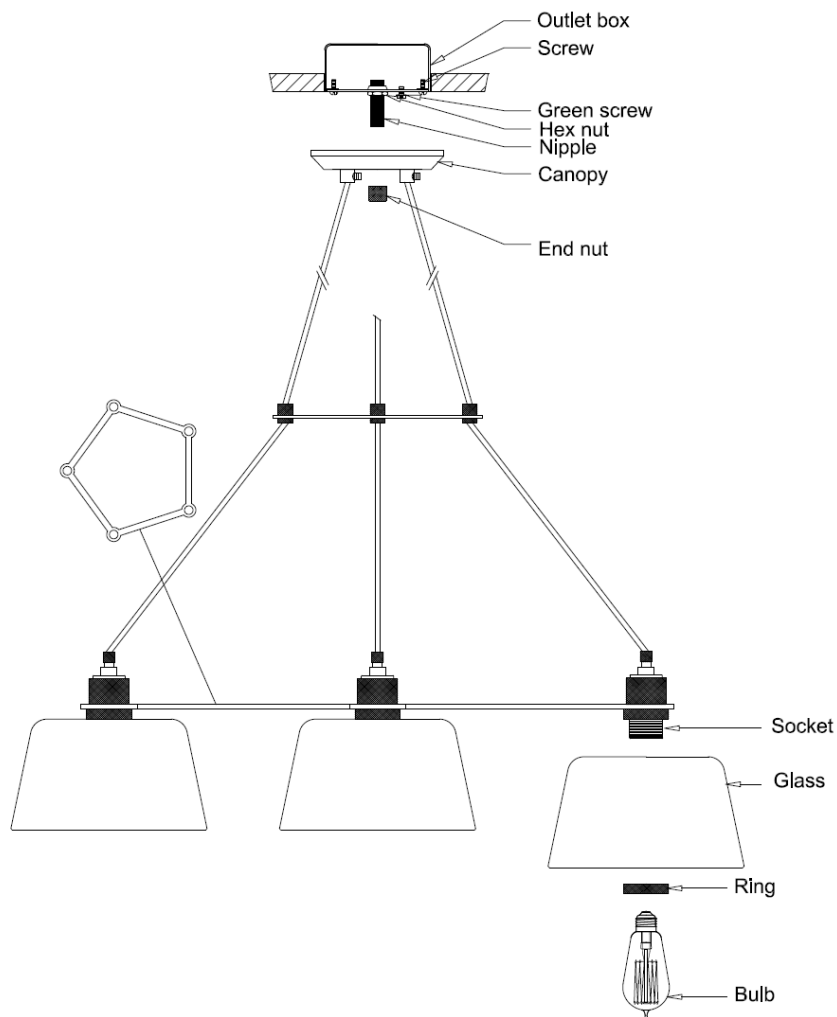 Outlet box
Screw
Green screw
Hex nut
Nipple
Canopy
End nut
Socket
Glass
Ring
Bulb